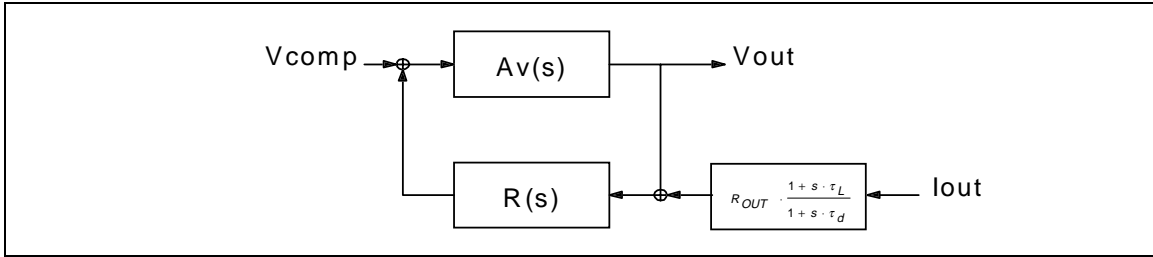 Vcomp
Av(s)
Vout
R(s)
R_OUT · (1 + s · τ_L) / (1 + s · τ_d)
Iout